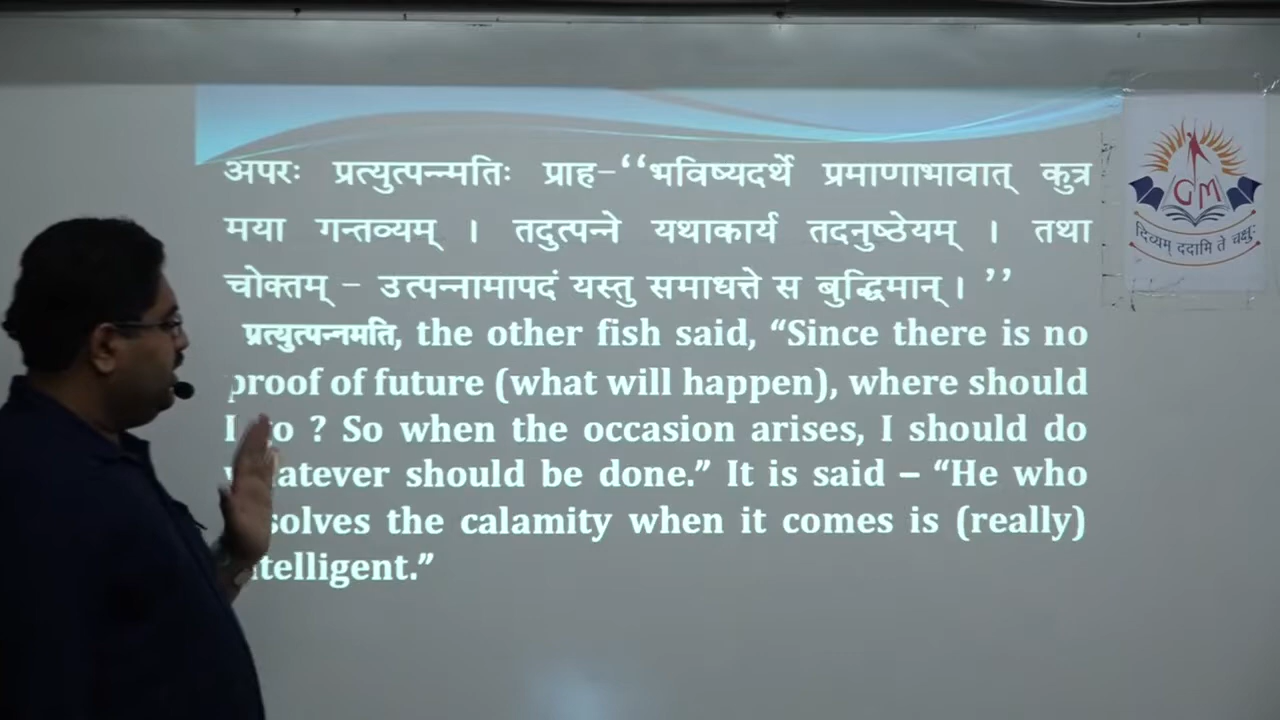 अपरः प्रत्युत्पन्नमतिः प्राह–‘‘भविष्यदर्थे प्रमाणाभावात् कुत्र
मया गन्तव्यम् । तदुत्पन्ने यथाकार्य तदनुष्ठेयम् । तथा
चोक्तम् – उत्पन्नामापदं यस्तु समाधत्ते स बुद्धिमान्। ’’
प्रत्युत्पन्नमति, the other fish said, “Since there is no
proof of future (what will happen), where should
I ? So when the occasion arises, I should do
should be done.” It is said – “He who
the calamity when it comes is (really)
GM
दिव्यम् ददामि ते चक्षुः